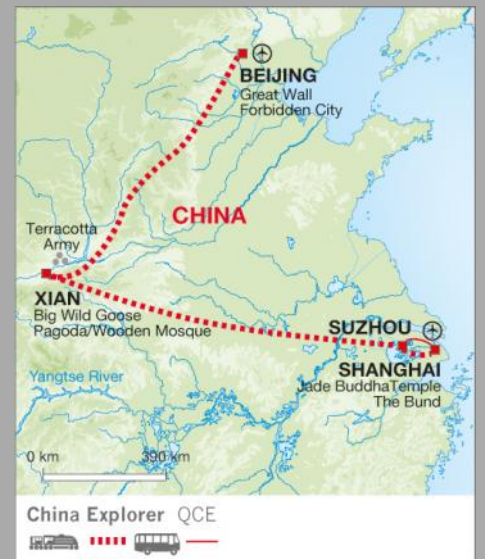 BEIJING
Great Wall
Forbidden City
CHINA
Terracotta
Army
XIAN
Big Wild Goose
Pagoda/Wooden Mosque
SUZHOU
SHANGHAI
Jade BuddhaTemple
The Bund
Yangtse River
0 km 390 km
China Explorer QCE